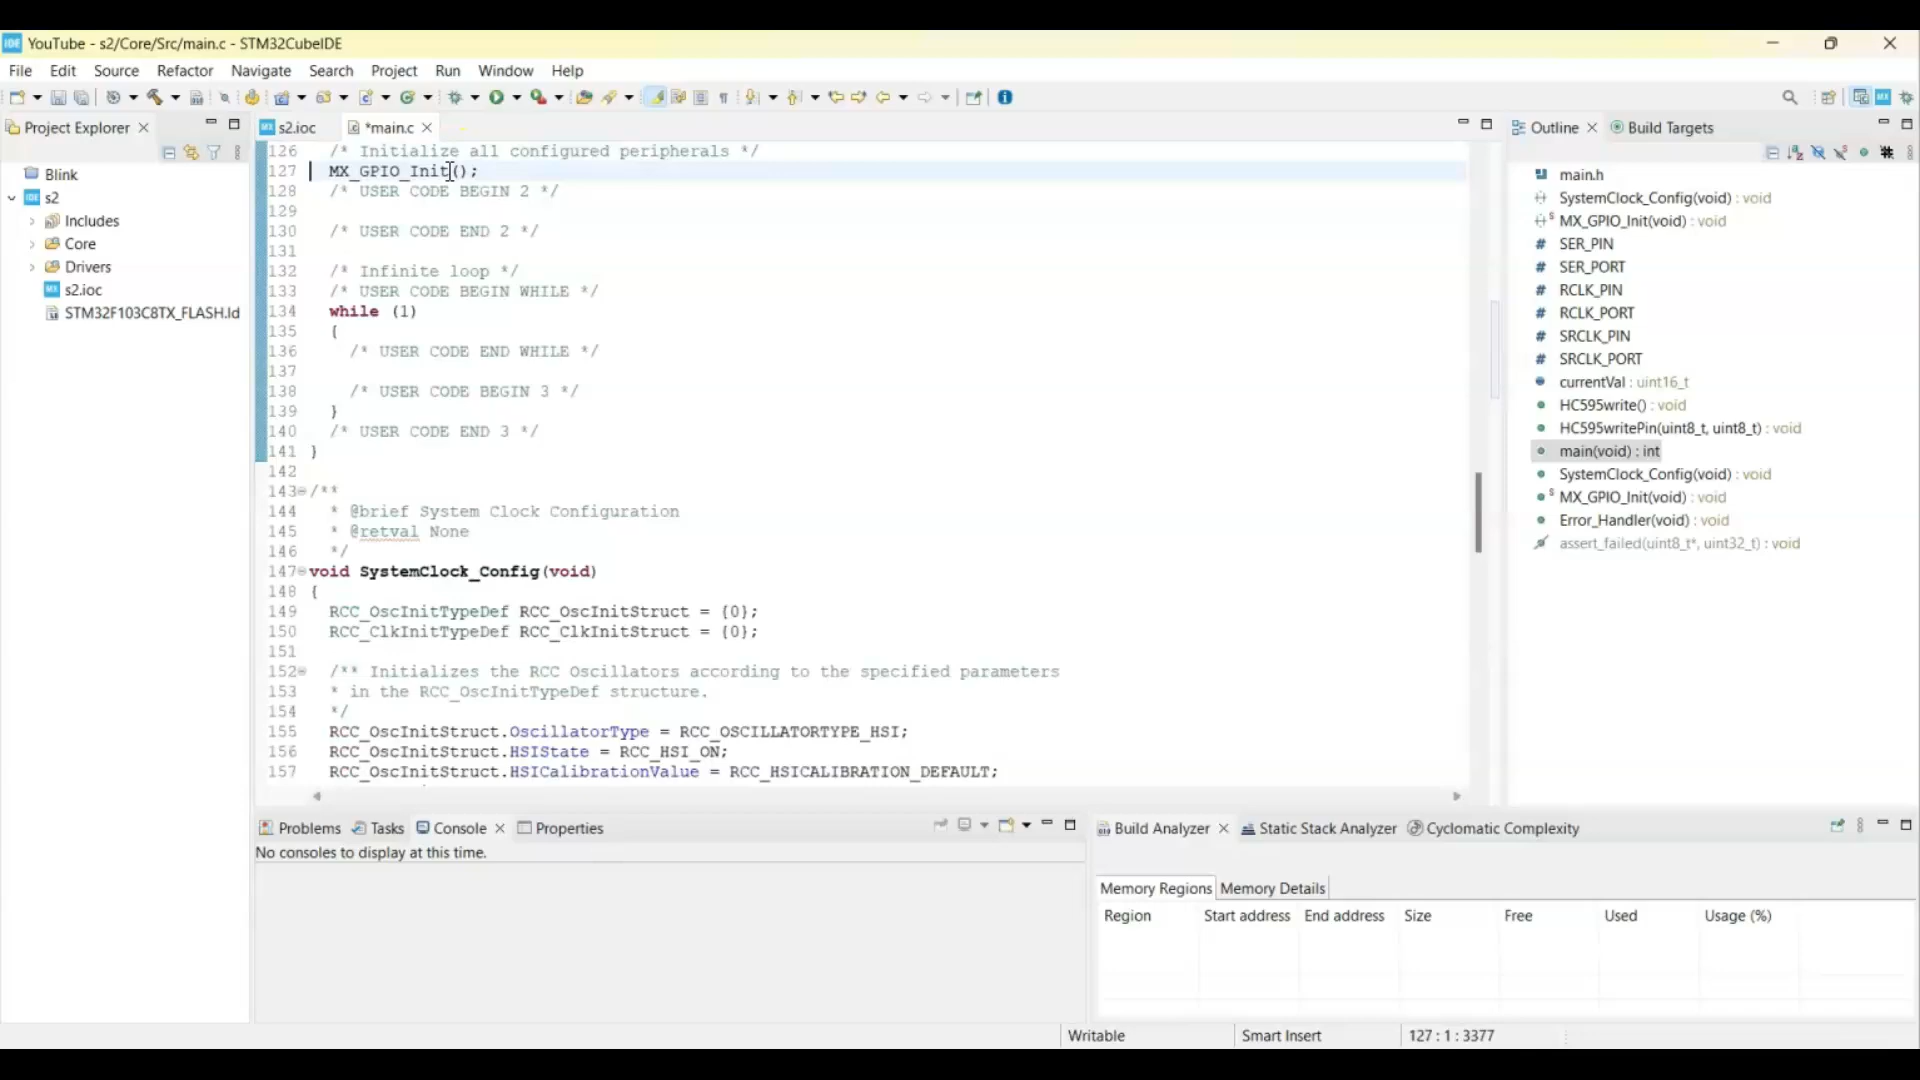 YouTube - s2/Core/Src/main.c - STM32CubeIDE
File Edit Source Refactor Navigate Search Project Run Window Help
Project Explorer
Blink
s2
Includes
Core
Drivers
s2.ioc
STM32F103C8TX_FLASH.ld
s2.ioc *main.c
126 /* Initialize all configured peripherals */
127 MX_GPIO_Init();
128 /* USER CODE BEGIN 2 */
129
130 /* USER CODE END 2 */
131
132 /* Infinite loop */
133 /* USER CODE BEGIN WHILE */
134 while (1)
135 {
136 /* USER CODE END WHILE */
137
138 /* USER CODE BEGIN 3 */
139 }
140 /* USER CODE END 3 */
141 }
142
143 /**
144 * @brief System Clock Configuration
145 * @retval None
146 */
147 void SystemClock_Config(void)
148 {
149 RCC_OscInitTypeDef RCC_OscInitStruct = {0};
150 RCC_ClkInitTypeDef RCC_ClkInitStruct = {0};
151
152 /** Initializes the RCC Oscillators according to the specified parameters
153 * in the RCC_OscInitTypeDef structure.
154 */
155 RCC_OscInitStruct.OscillatorType = RCC_OSCILLATORTYPE_HSI;
156 RCC_OscInitStruct.HSIState = RCC_HSI_ON;
157 RCC_OscInitStruct.HSICalibrationValue = RCC_HSICALIBRATION_DEFAULT;
Outline Build Targets
main.h
SystemClock_Config(void) : void
MX_GPIO_Init(void) : void
SER_PIN
SER_PORT
RCLK_PIN
RCLK_PORT
SRCLK_PIN
SRCLK_PORT
currentVal : uint16_t
HC595write() : void
HC595writePin(uint8_t, uint8_t) : void
main(void) : int
SystemClock_Config(void) : void
MX_GPIO_Init(void) : void
Error_Handler(void) : void
assert_failed(uint8_t*, uint32_t) : void
Problems Tasks Console Properties
No consoles to display at this time.
Build Analyzer Static Stack Analyzer Cyclomatic Complexity
Memory Regions Memory Details
Region Start address End address Size Free Used Usage (%)
Writable Smart Insert 127 : 1 : 3377